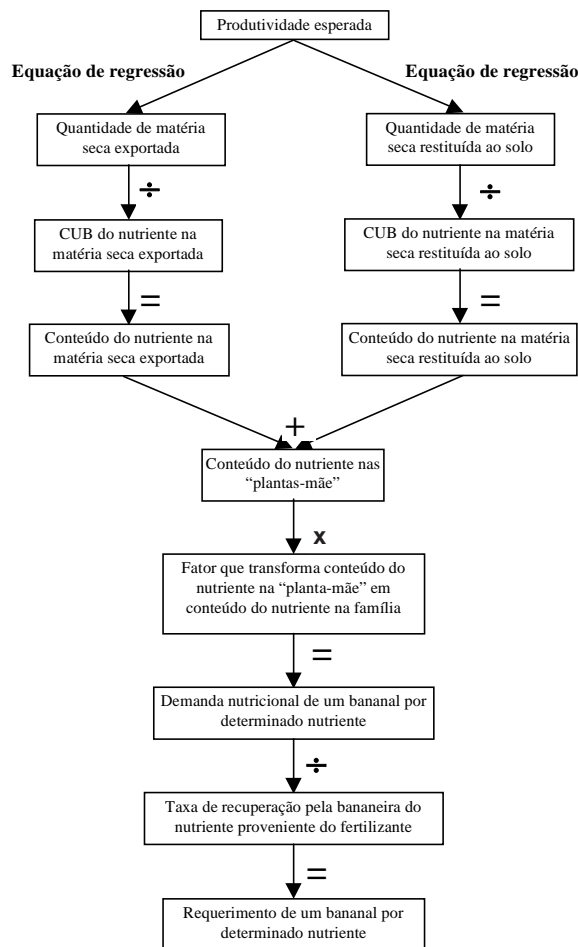 Produtividade esperada
Equação de regressão
Equação de regressão
Quantidade de matéria
seca exportada
Quantidade de matéria
seca restituída ao solo
÷
÷
CUB do nutriente na
matéria seca exportada
CUB do nutriente na matéria
seca restituída ao solo
=
=
Conteúdo do nutriente na
matéria seca exportada
Conteúdo do nutriente na matéria
seca restituída ao solo
+
Conteúdo do nutriente nas
“plantas-mãe”
x
Fator que transforma conteúdo do
nutriente na “planta-mãe” em
conteúdo do nutriente na família
=
Demanda nutricional de um bananal por
determinado nutriente
÷
Taxa de recuperação pela bananeira do
nutriente proveniente do fertilizante
=
Requerimento de um bananal por
determinado nutriente